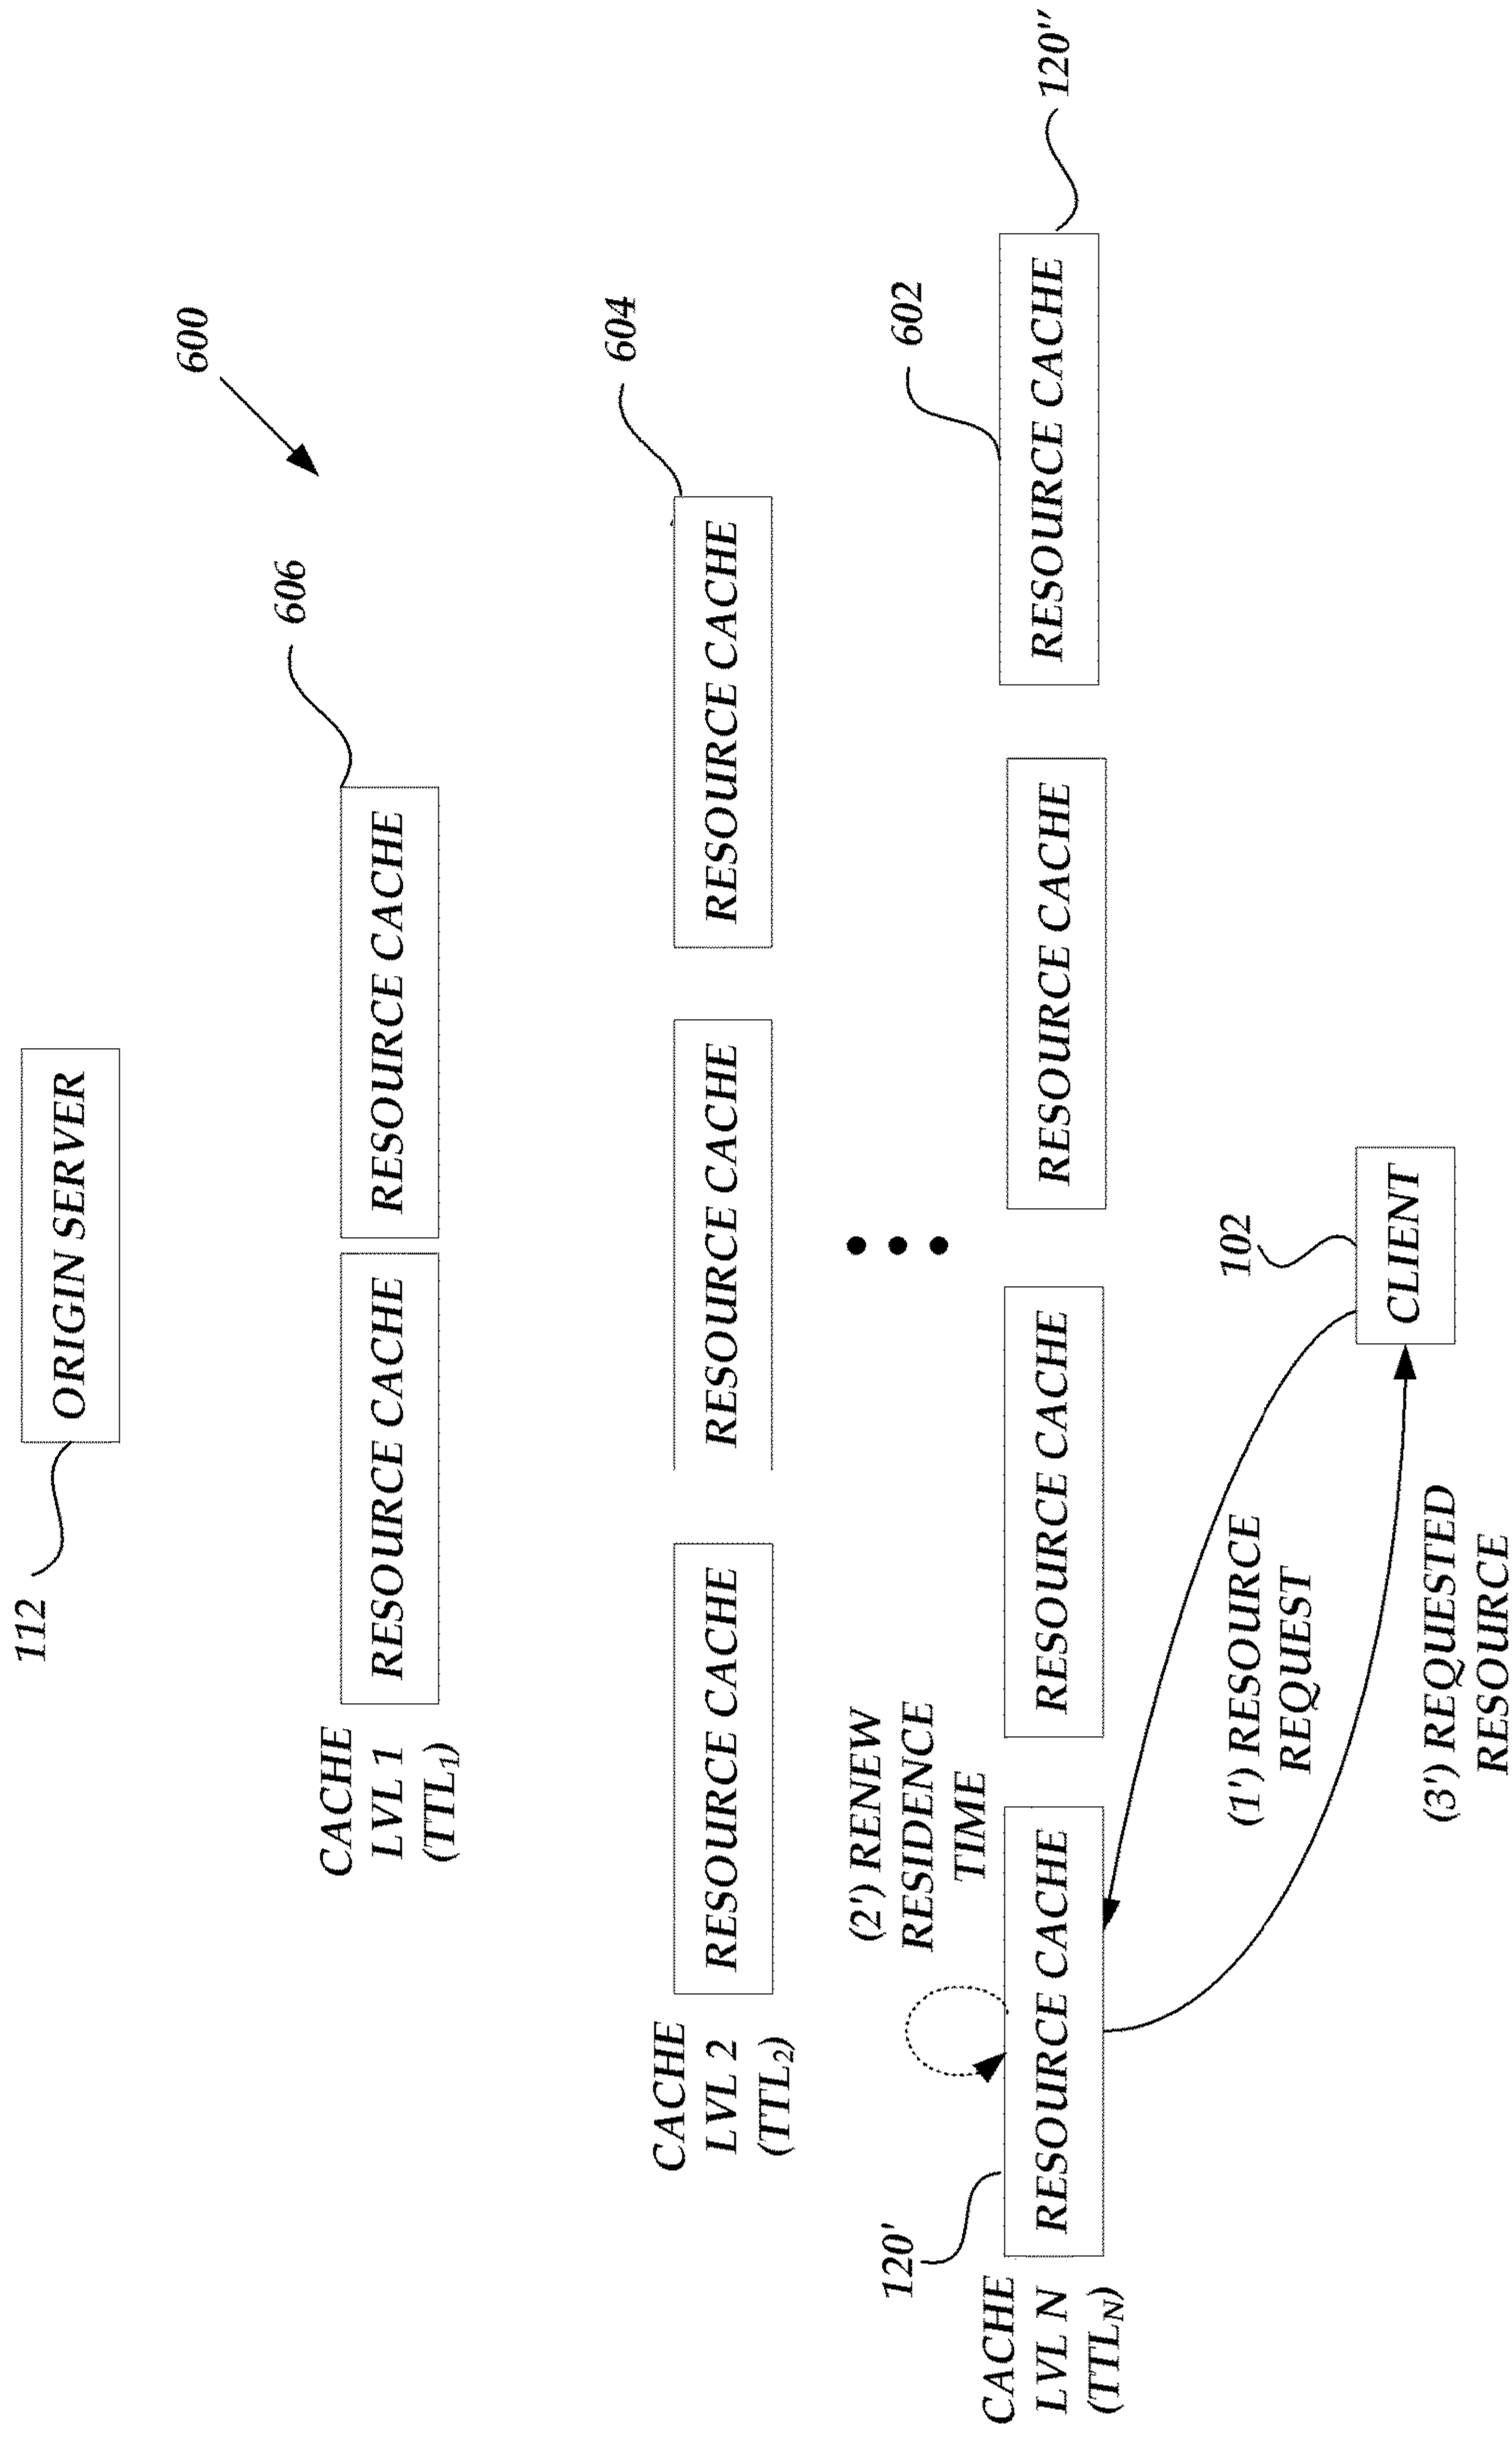 600
112
ORIGIN SERVER
606
CACHE
LVL 1
(TTL1)
RESOURCE CACHE
RESOURCE CACHE
604
CACHE
LVL 2
(TTL2)
RESOURCE CACHE
RESOURCE CACHE
RESOURCE CACHE
(2') RENEW
RESIDENCE
TIME
602
120'
120''
CACHE
LVL N
(TTLN)
RESOURCE CACHE
RESOURCE CACHE
RESOURCE CACHE
RESOURCE CACHE
(1') RESOURCE
REQUEST
102
CLIENT
(3') REQUESTED
RESOURCE